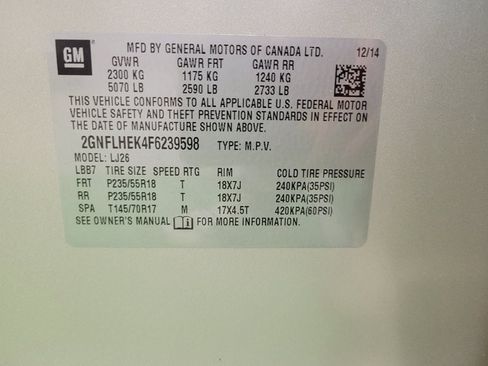 GM MFD BY GENERAL MOTORS OF CANADA LTD. 12/14
GVWR GAWR FRT GAWR RR
2300 KG 1175 KG 1240 KG
5070 LB 2590 LB 2733 LB
THIS VEHICLE CONFORMS TO ALL APPLICABLE U.S. FEDERAL MOTOR
VEHICLE SAFETY AND THEFT PREVENTION STANDARDS IN EFFECT ON
THE DATE OF MANUFACTURE SHOWN ABOVE.
2GNFLHEK4F6239598 TYPE: M.P.V.
MODEL: LJ26
LBB7 TIRE SIZE SPEED RTG RIM COLD TIRE PRESSURE
FRT P235/55R18 T 18X7J 240KPA(35PSI)
RR P235/55R18 T 18X7J 240KPA(35PSI)
SPA T145/70R17 M 17X4.5T 420KPA(60PSI)
SEE OWNER'S MANUAL FOR MORE INFORMATION.